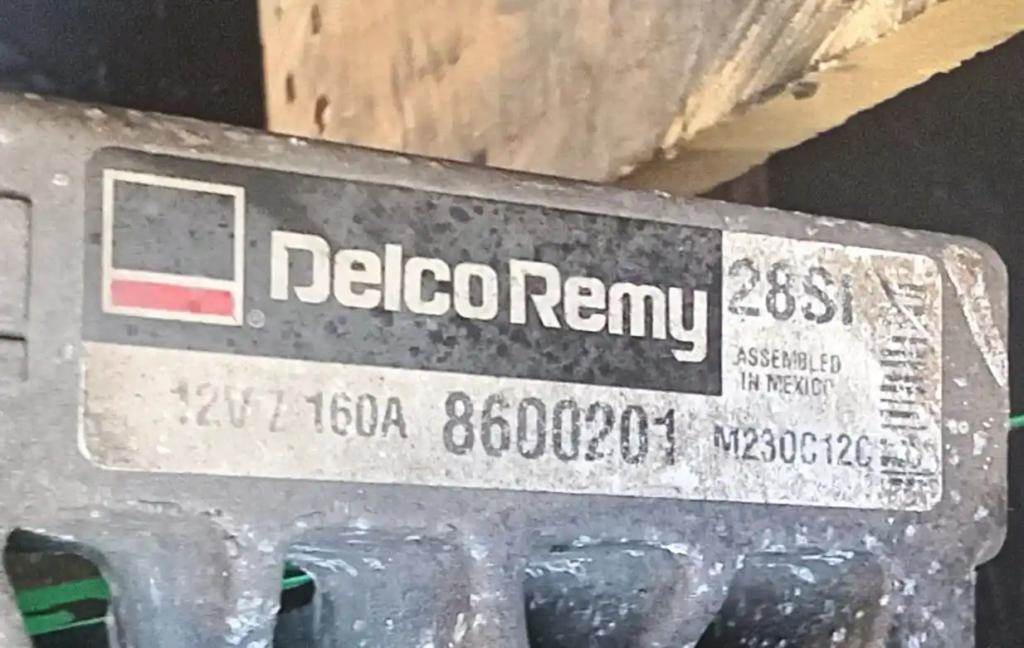 Delco Remy ®
28SI
ASSEMBLED
IN MEXICO
12V / 160A 8600201